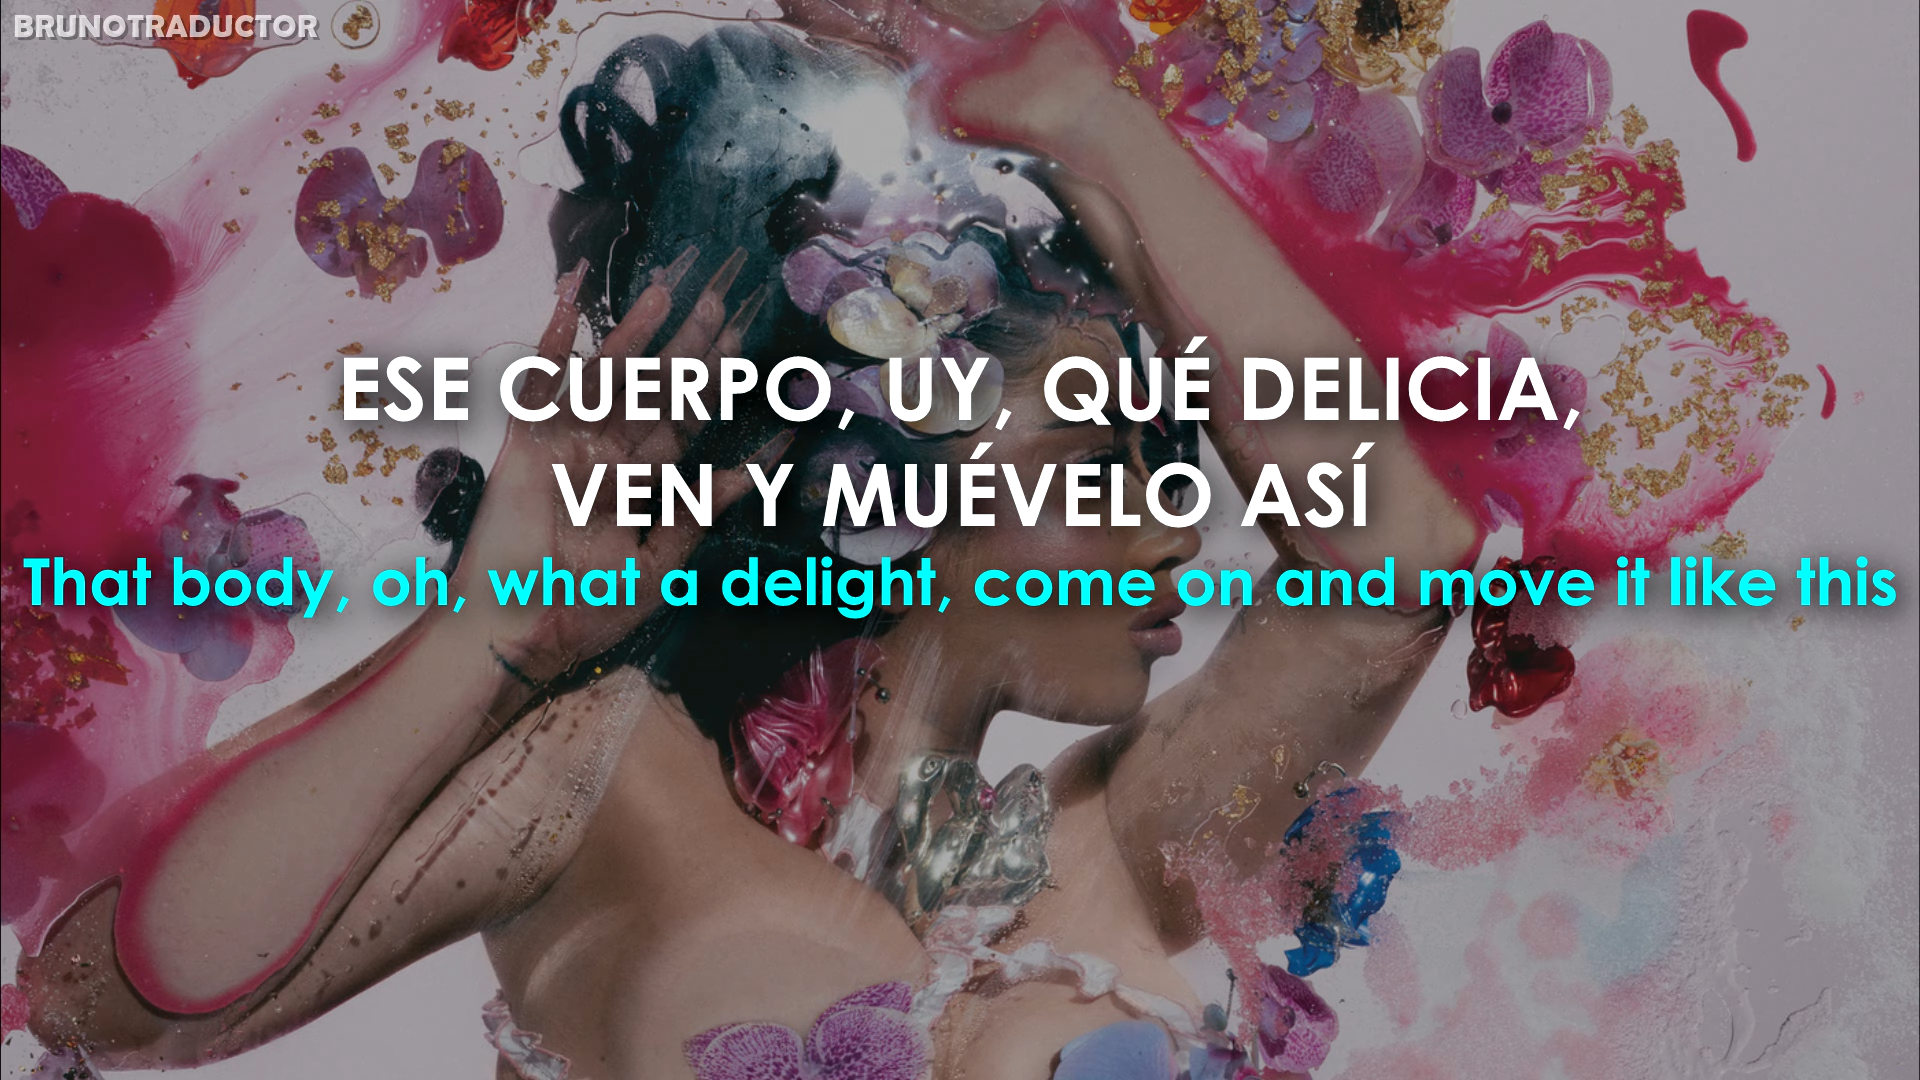 BRUNOTRADUCTOR
ESE CUERPO, UY, QUÉ DELICIA,
VEN Y MUÉVELO ASÍ
That body, oh, what a delight, come on and move it like this